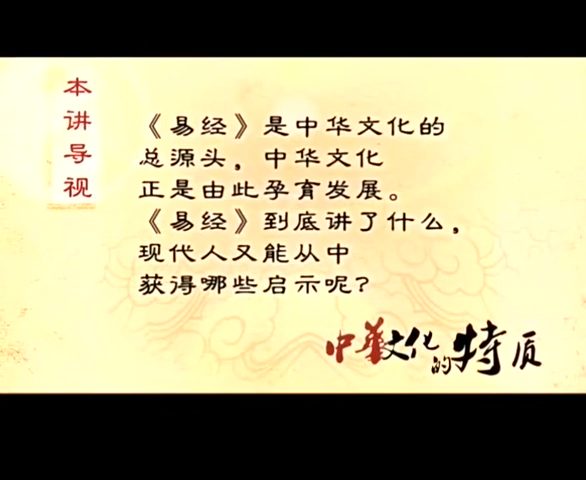 本讲导视
《易经》是中华文化的
总源头，中华文化
正是由此孕育发展。
《易经》到底讲了什么，
现代人又能从中
获得哪些启示呢？
中华文化的特质